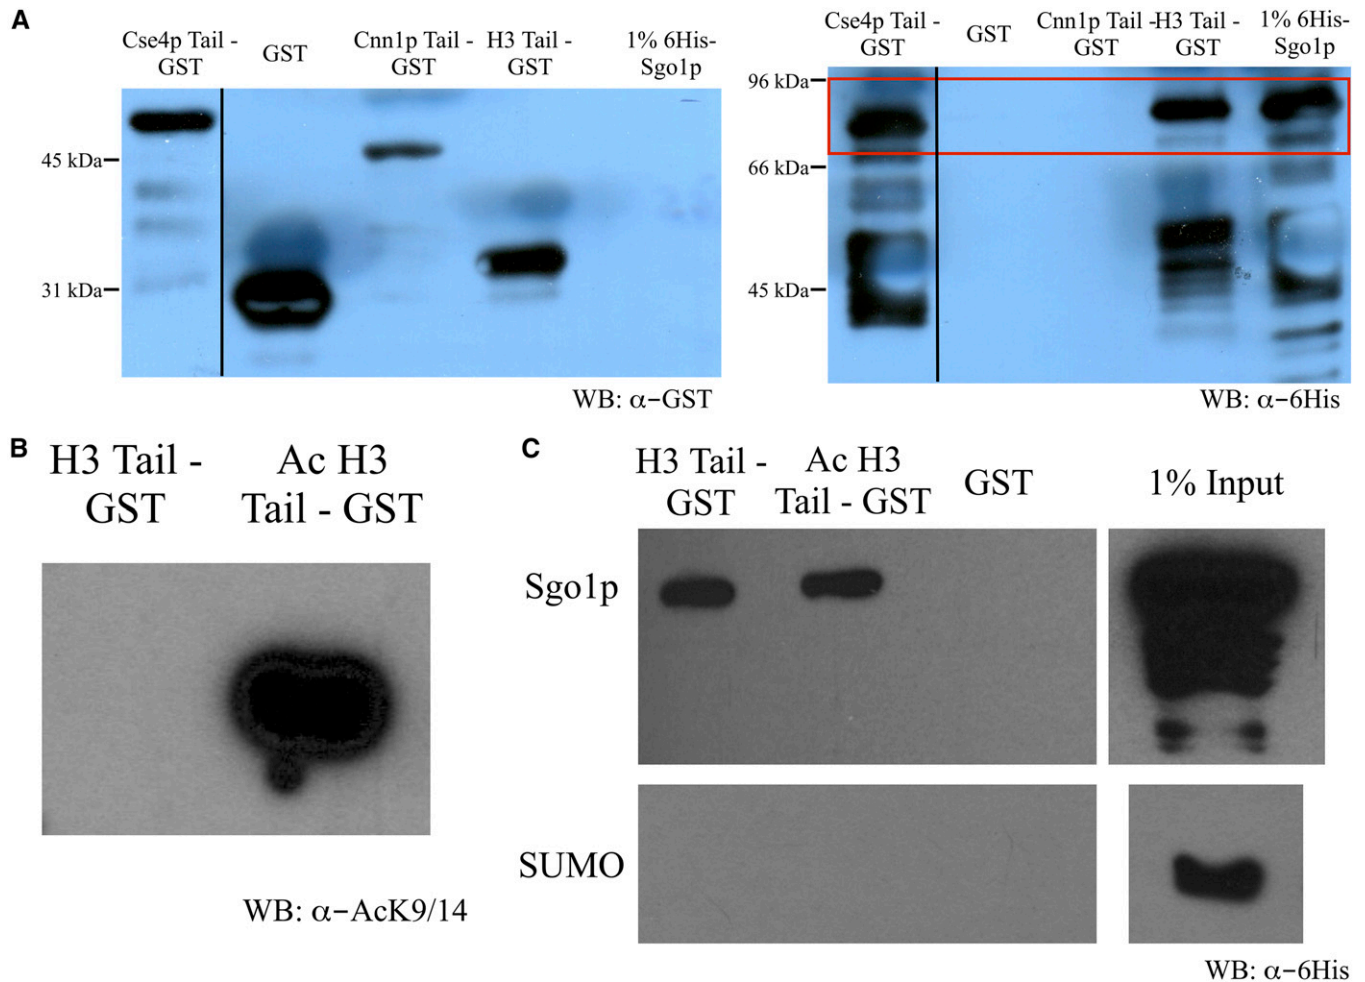 A
Cse4p Tail -
GST
GST
Cnn1p Tail -
GST
H3 Tail -
GST
1% 6His-
Sgo1p
45 kDa
31 kDa
WB: α-GST
Cse4p Tail -
GST
GST
Cnn1p Tail -
GST
H3 Tail -
GST
1% 6His-
Sgo1p
96 kDa
66 kDa
45 kDa
WB: α-6His
B
H3 Tail -
GST
Ac H3
Tail - GST
WB: α-AcK9/14
C
H3 Tail -
GST
Ac H3
Tail - GST
GST
1% Input
Sgo1p
SUMO
WB: α-6His